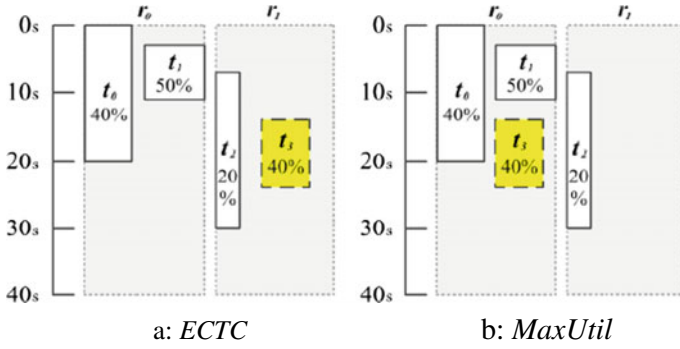 r₀ r₁
0s
10s
20s
30s
40s
t₀
40%
t₁
50%
t₂
20
%
t₃
40%
a: ECTC
r₀ r₁
0s
10s
20s
30s
40s
t₀
40%
t₁
50%
t₃
40%
t₂
20
%
b: MaxUtil